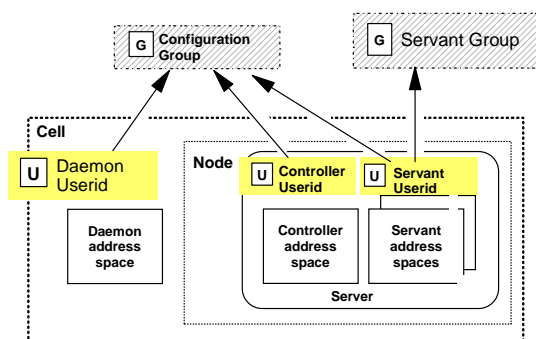 G Configuration
Group
G Servant Group
Cell
U Daemon
Userid
Node
U Controller
Userid
U Servant
Userid
Daemon
address
space
Controller
address
space
Servant
address
spaces
Server